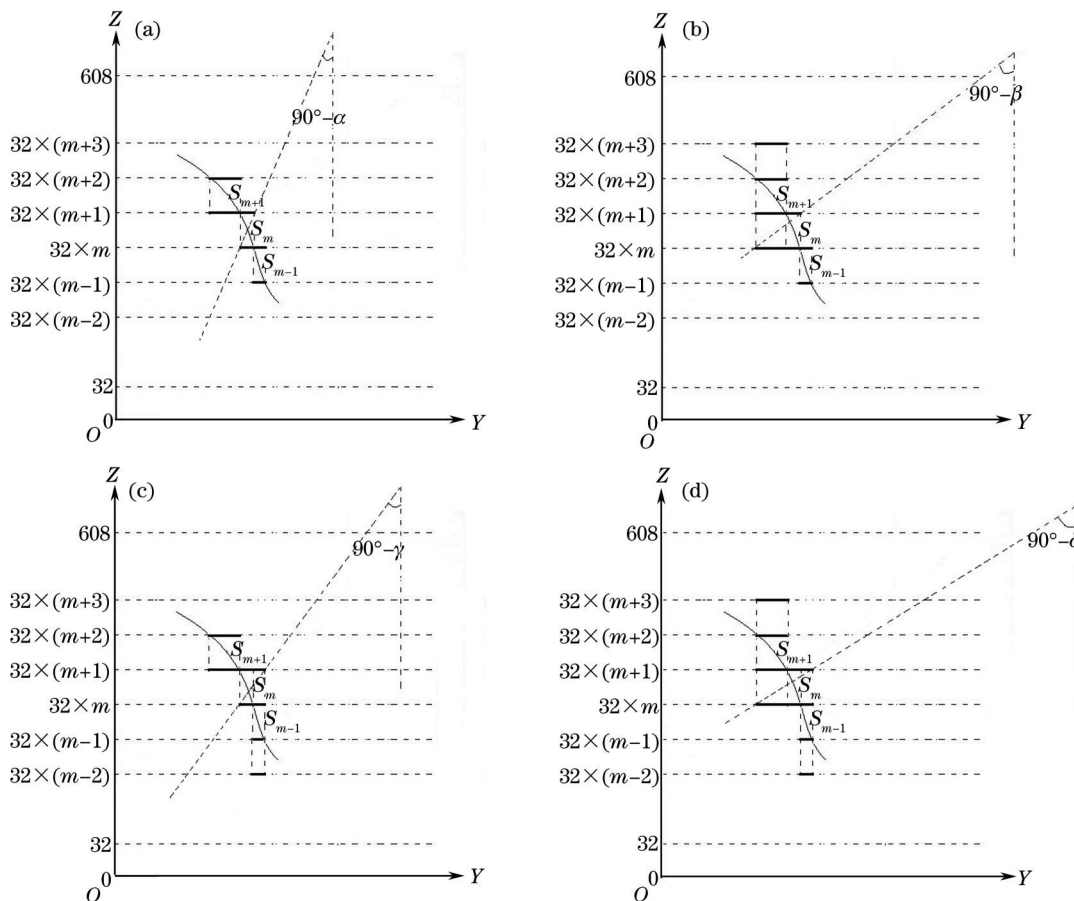 Z
(a)
608
90°−α
32×(m+3)
32×(m+2)
S_{m+1}
32×(m+1)
S_m
32×m
S_{m−1}
32×(m−1)
32×(m−2)
32
0
O
Y
Z
(b)
608
90°−β
32×(m+3)
32×(m+2)
S_{m+1}
32×(m+1)
S_m
32×m
S_{m−1}
32×(m−1)
32×(m−2)
32
0
O
Y
Z
(c)
608
90°−γ
32×(m+3)
32×(m+2)
S_{m+1}
32×(m+1)
S_m
32×m
S_{m−1}
32×(m−1)
32×(m−2)
32
0
O
Y
Z
(d)
608
32×(m+3)
32×(m+2)
S_{m+1}
32×(m+1)
S_m
32×m
S_{m−1}
32×(m−1)
32×(m−2)
32
0
O
Y